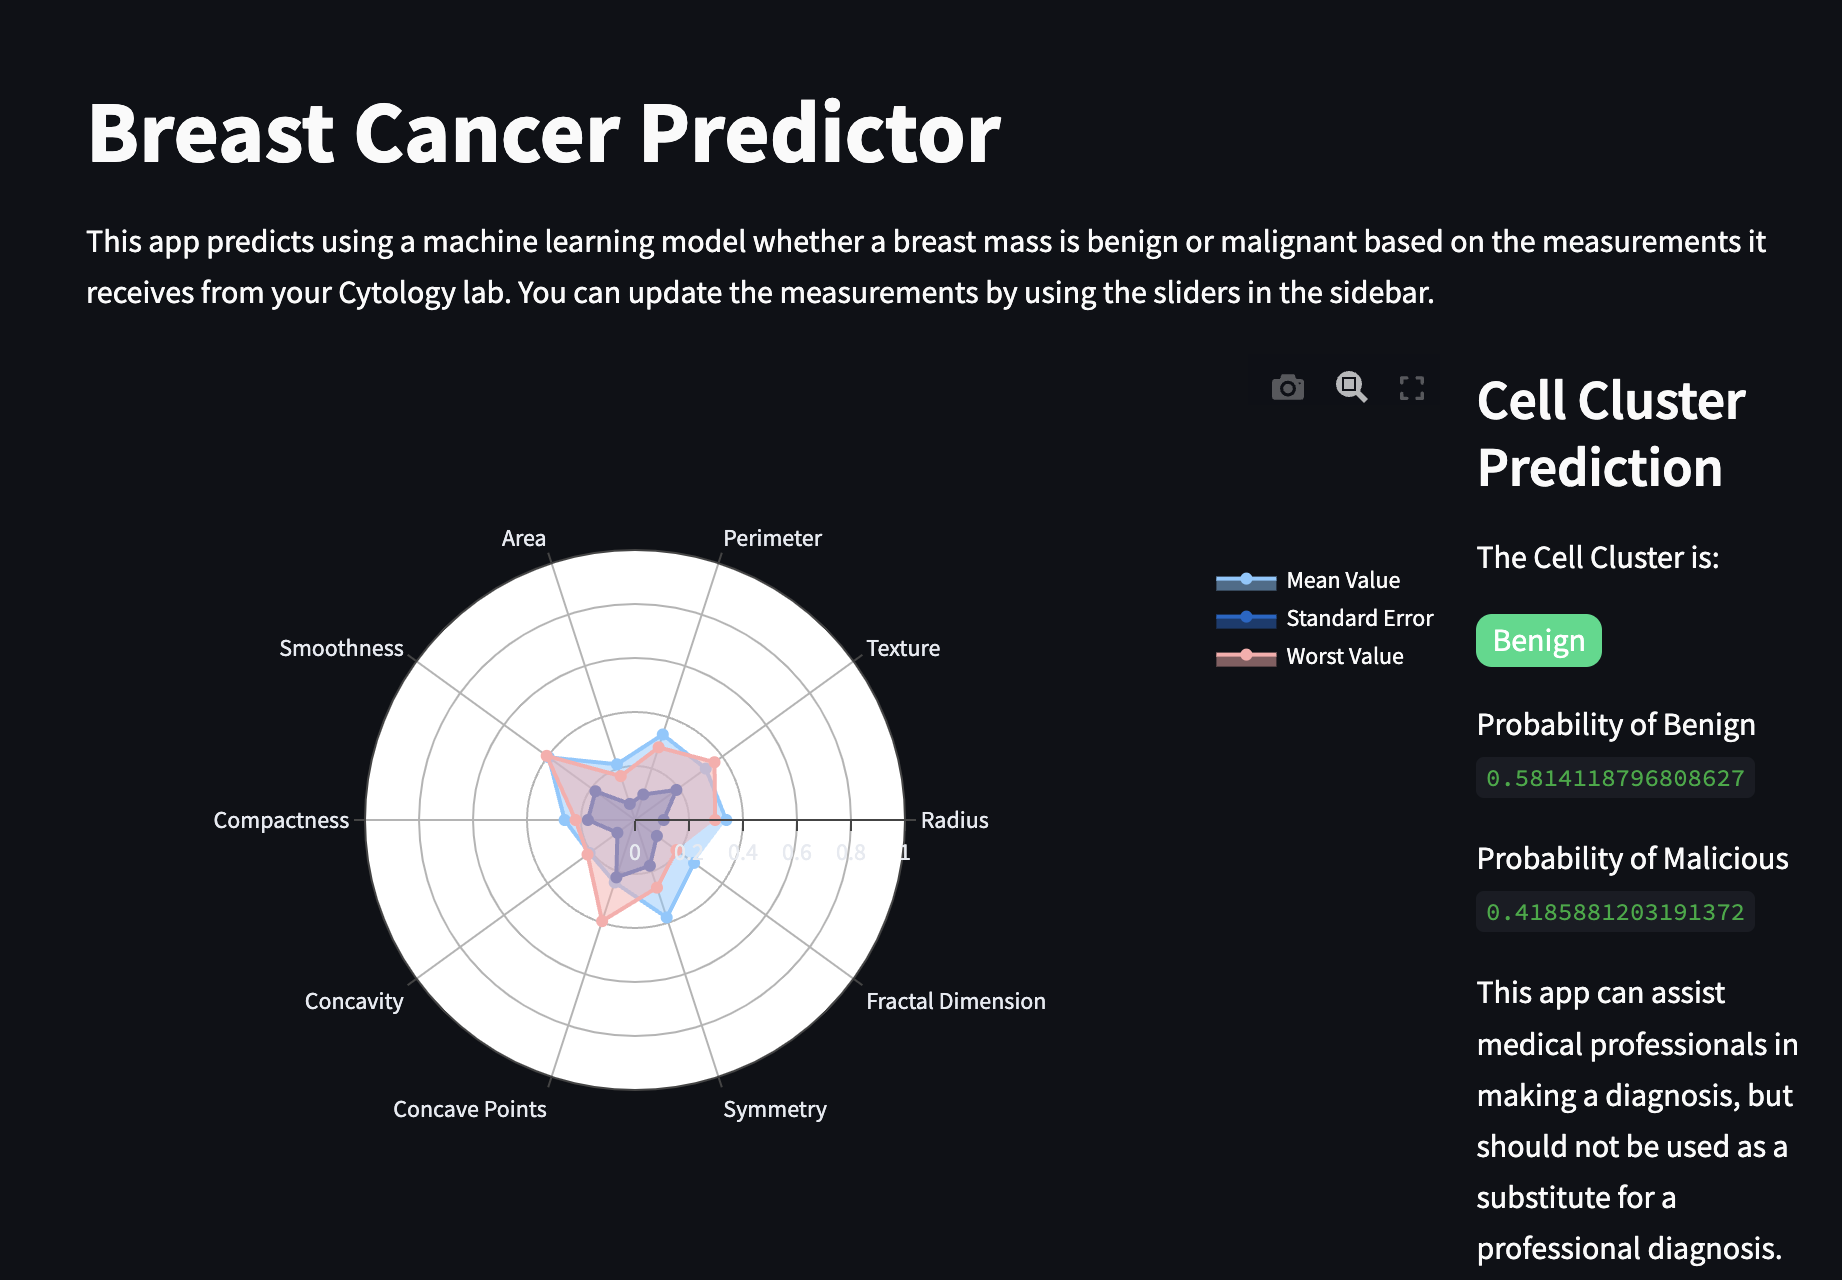 Breast Cancer Predictor
This app predicts using a machine learning model whether a breast mass is benign or malignant based on the measurements it
receives from your Cytology lab. You can update the measurements by using the sliders in the sidebar.
Area
Perimeter
Smoothness
Texture
Compactness
Radius
0 0.2 0.4 0.6 0.8 1
Concavity
Fractal Dimension
Concave Points
Symmetry
Mean Value
Standard Error
Worst Value
Cell Cluster
Prediction
The Cell Cluster is:
Benign
Probability of Benign
0.5814118796808627
Probability of Malicious
0.4185881203191372
This app can assist
medical professionals in
making a diagnosis, but
should not be used as a
substitute for a
professional diagnosis.